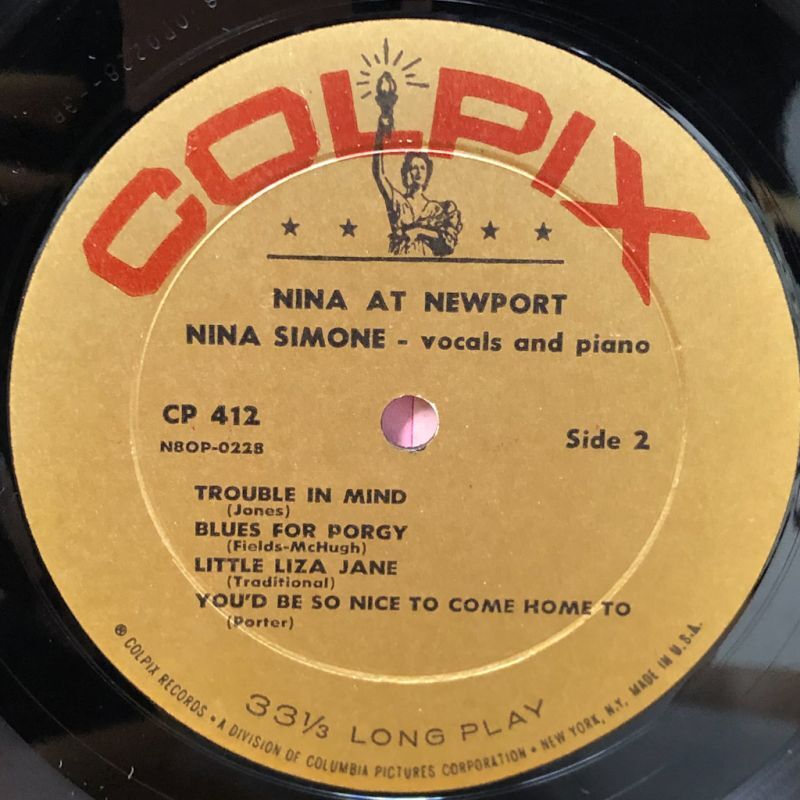 COLPIX
NINA AT NEWPORT
NINA SIMONE - vocals and piano
CP 412
N8OP-0228
Side 2
TROUBLE IN MIND
(Jones)
BLUES FOR PORGY
(Fields-McHugh)
LITTLE LIZA JANE
(Traditional)
YOU'D BE SO NICE TO COME HOME TO
(Porter)
33⅓ LONG PLAY
® COLPIX RECORDS • A DIVISION OF COLUMBIA PICTURES CORPORATION • NEW YORK, N.Y. MADE IN U.S.A.